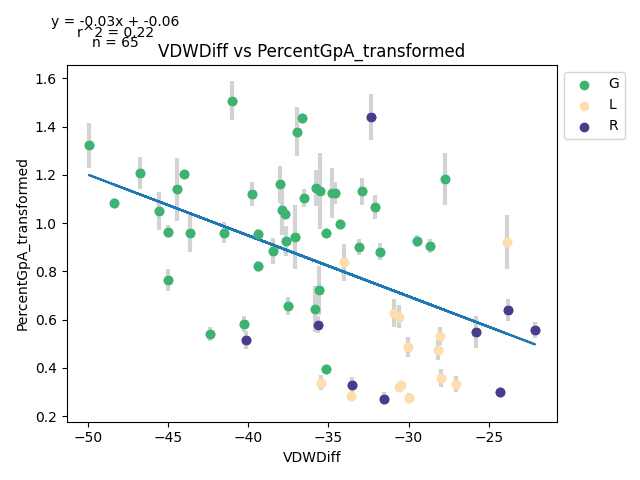 y = -0.03x + -0.06
r^2 = 0.22
n = 65
VDWDiff vs PercentGpA_transformed
PercentGpA_transformed
1.6
1.4
1.2
1.0
0.8
0.6
0.4
0.2
−50
−45
−40
−35
−30
−25
VDWDiff
G
L
R